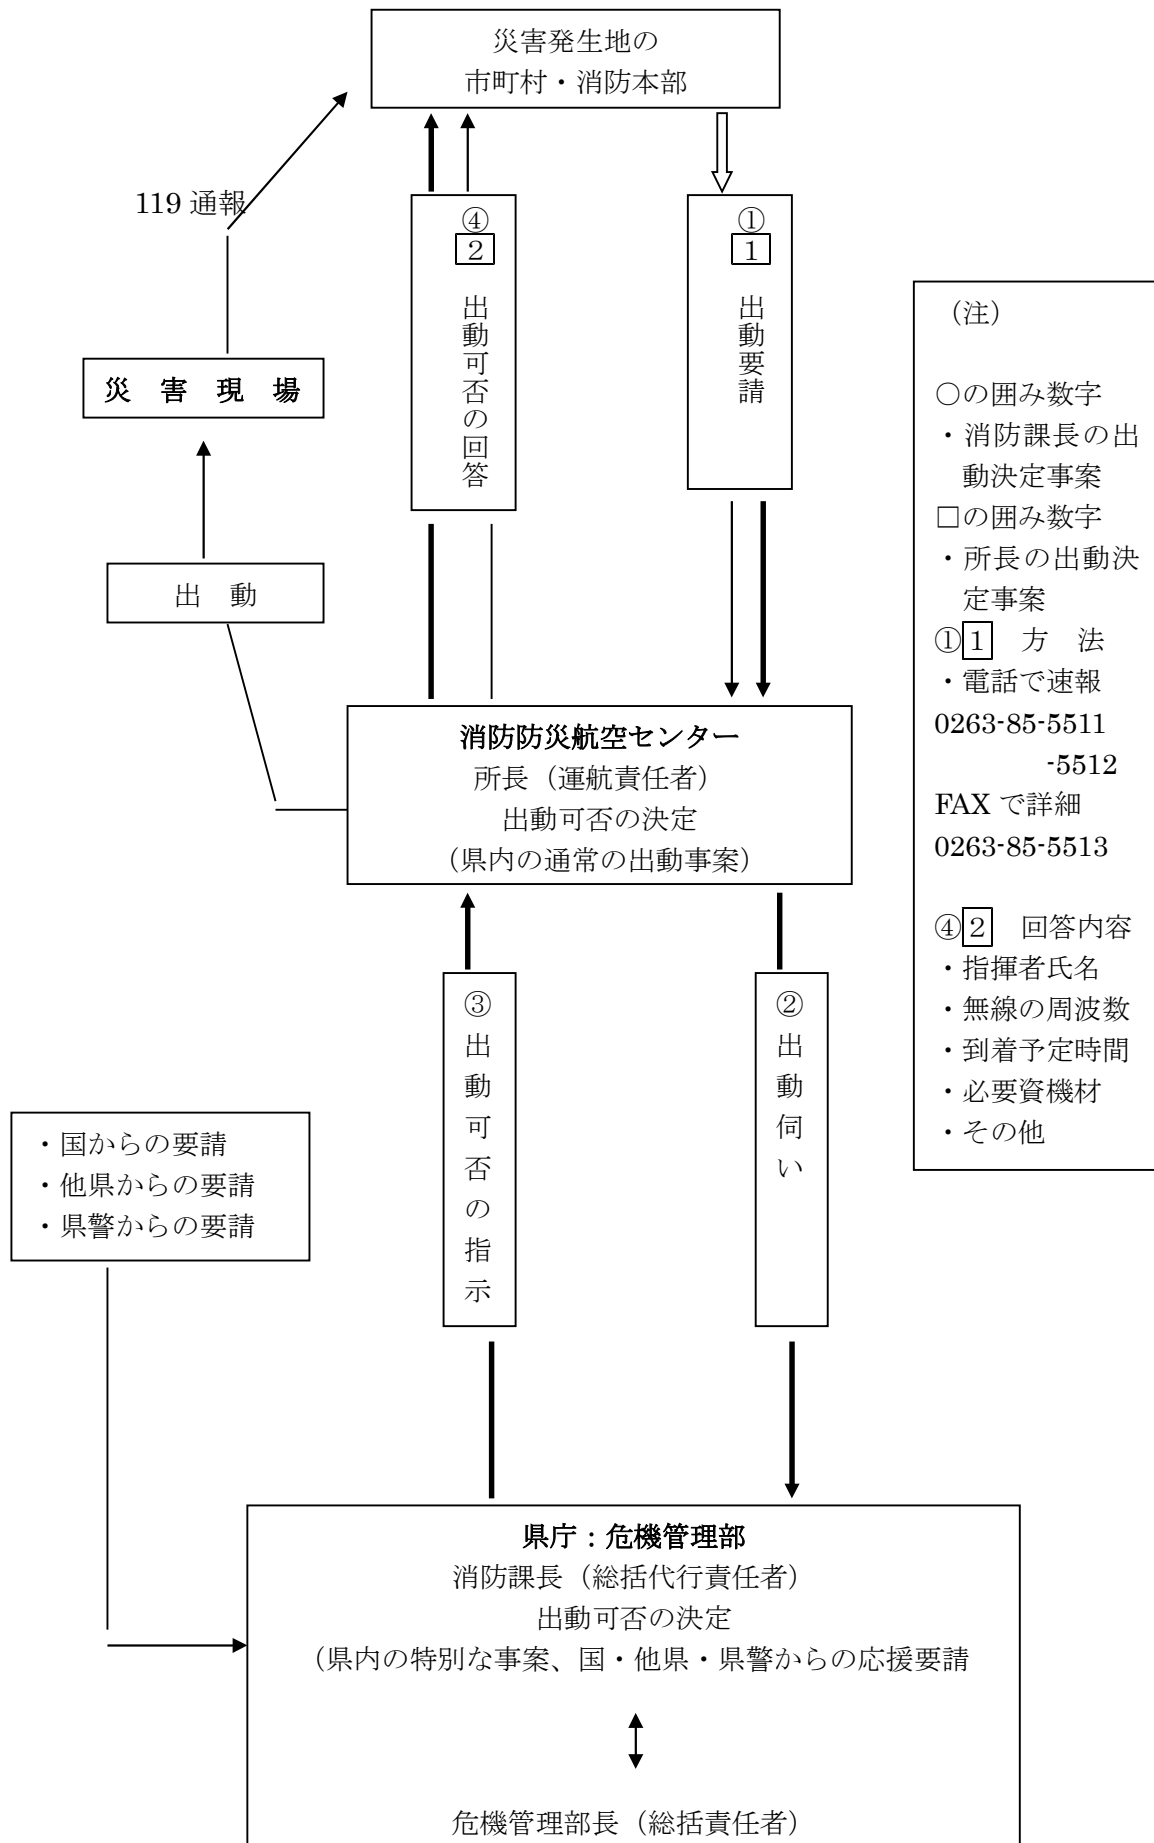 災害発生地の
市町村・消防本部
119 通報
④
2
出動可否の回答
①
1
出動要請
災 害 現 場
出 動
消防防災航空センター
所長（運航責任者）
出動可否の決定
（県内の通常の出動事案）
③出動可否の指示
②出動伺い
・国からの要請
・他県からの要請
・県警からの要請
県庁：危機管理部
消防課長（総括代行責任者）
出動可否の決定
（県内の特別な事案、国・他県・県警からの応援要請
危機管理部長（総括責任者）
（注）
○の囲み数字
・消防課長の出
動決定事案
□の囲み数字
・所長の出動決
定事案
①1 方 法
・電話で速報
0263-85-5511
-5512
FAX で詳細
0263-85-5513
④2 回答内容
・指揮者氏名
・無線の周波数
・到着予定時間
・必要資機材
・その他